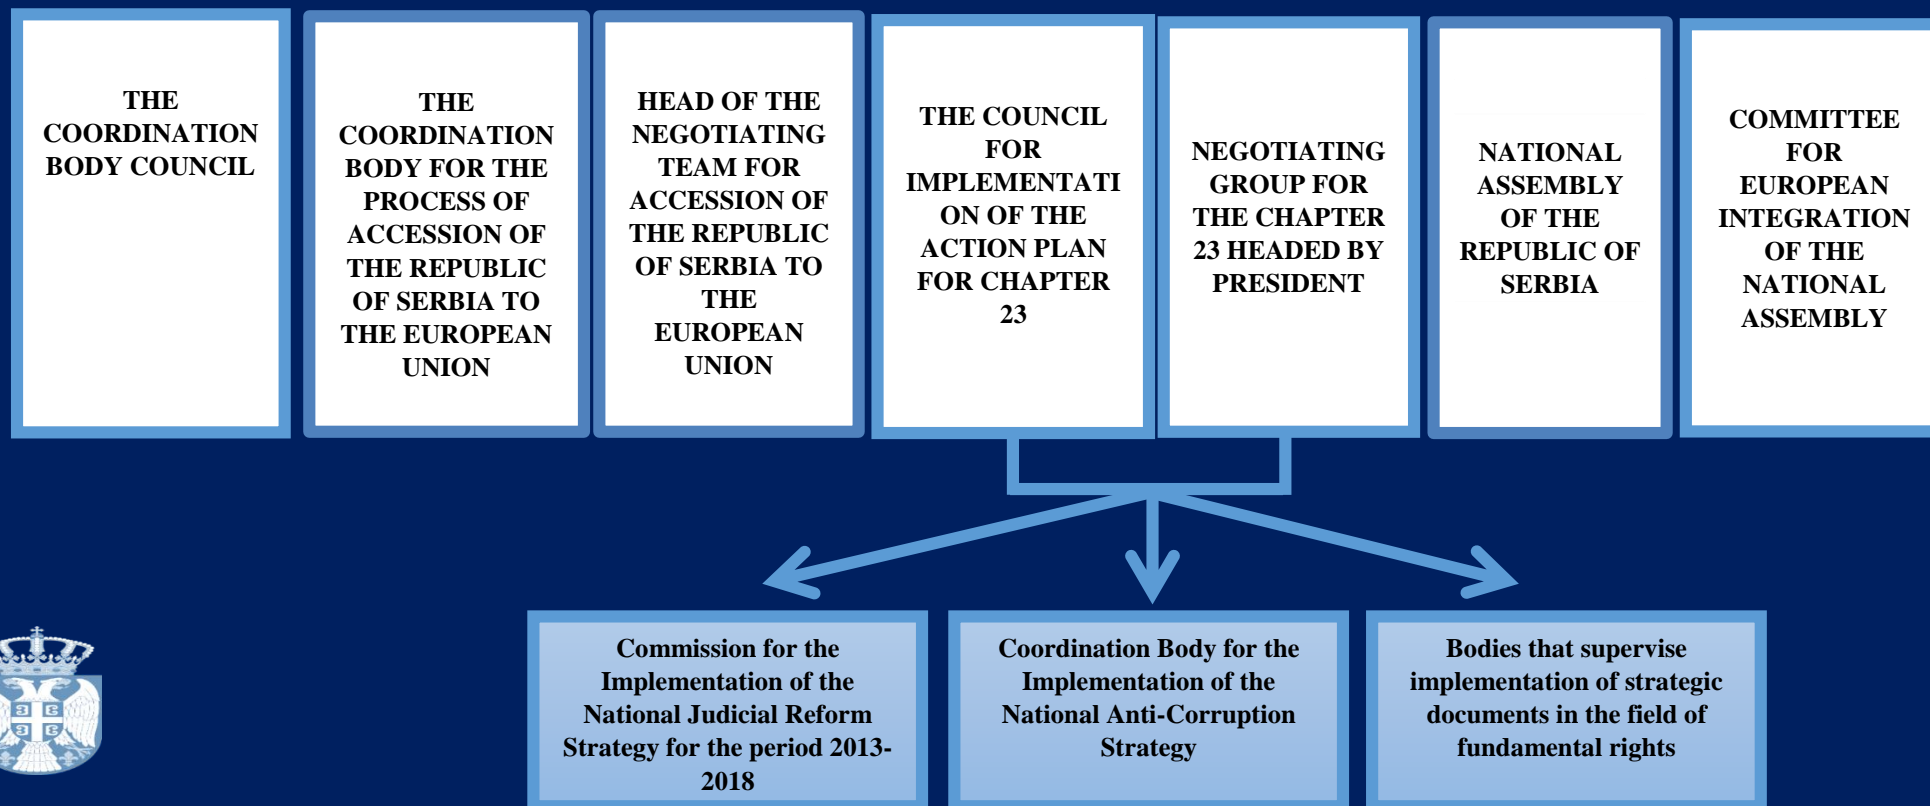 THE
COORDINATION
BODY COUNCIL
THE
COORDINATION
BODY FOR THE
PROCESS OF
ACCESSION OF
THE REPUBLIC
OF SERBIA TO
THE EUROPEAN
UNION
HEAD OF THE
NEGOTIATING
TEAM FOR
ACCESSION OF
THE REPUBLIC
OF SERBIA TO
THE
EUROPEAN
UNION
THE COUNCIL
FOR
IMPLEMENTATI
ON OF THE
ACTION PLAN
FOR CHAPTER
23
NEGOTIATING
GROUP FOR
THE CHAPTER
23 HEADED BY
PRESIDENT
NATIONAL
ASSEMBLY
OF THE
REPUBLIC OF
SERBIA
COMMITTEE
FOR
EUROPEAN
INTEGRATION
OF THE
NATIONAL
ASSEMBLY
Commission for the
Implementation of the
National Judicial Reform
Strategy for the period 2013-
2018
Coordination Body for the
Implementation of the
National Anti-Corruption
Strategy
Bodies that supervise
implementation of strategic
documents in the field of
fundamental rights